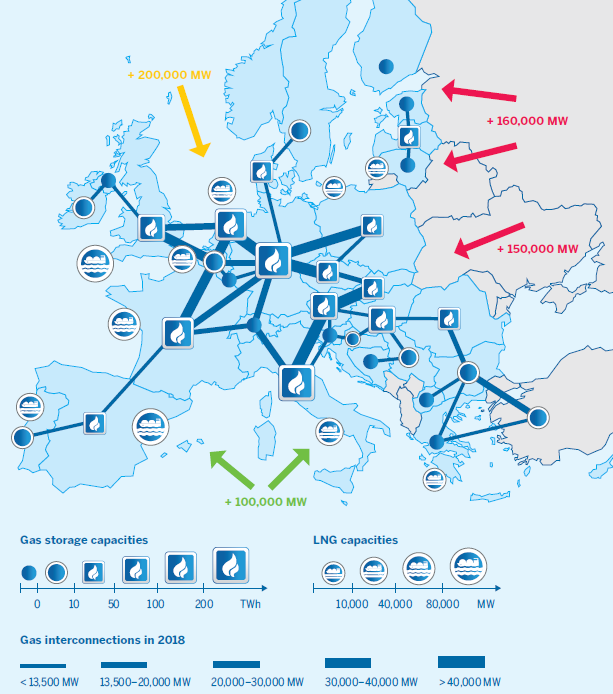 + 200,000 MW
+ 160,000 MW
+ 150,000 MW
+ 100,000 MW
Gas storage capacities
0 10 50 100 200 TWh
LNG capacities
10,000 40,000 80,000 MW
Gas interconnections in 2018
< 13,500 MW 13,500–20,000 MW 20,000–30,000 MW 30,000–40,000 MW > 40,000 MW